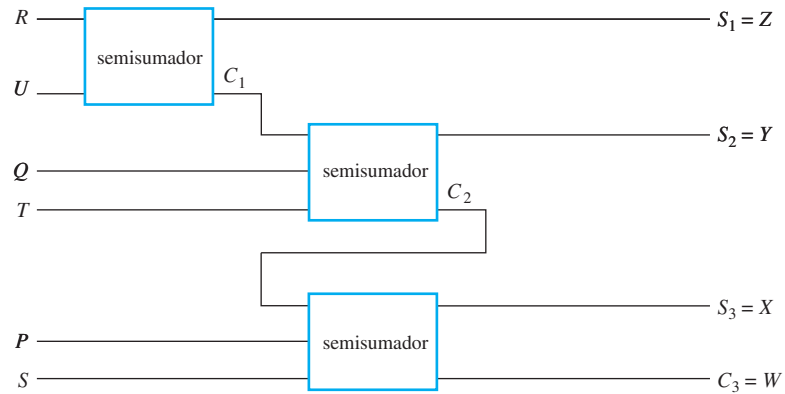 R
semisumador
S₁ = Z
U
C₁
S₂ = Y
Q
semisumador
T
C₂
S₃ = X
P
semisumador
S
C₃ = W